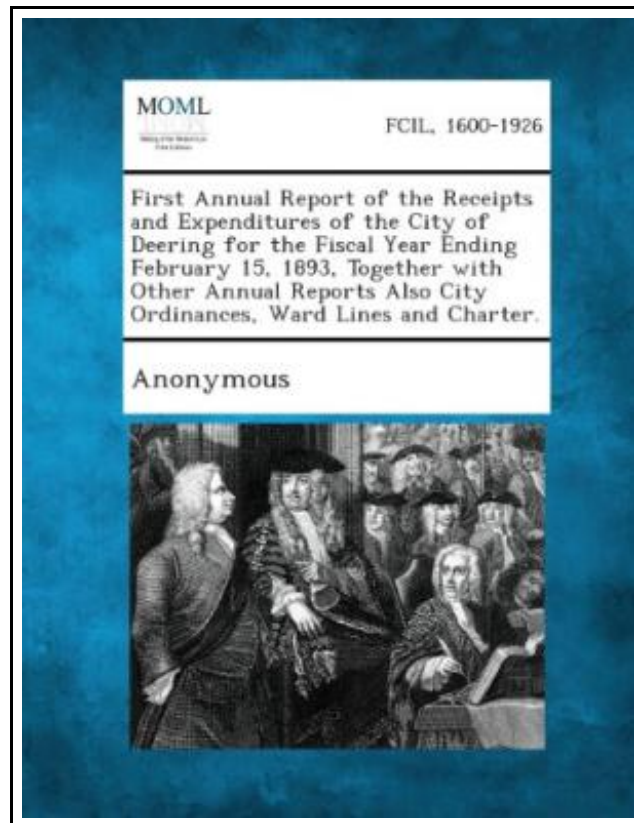 MOML
FCIL, 1600-1926
First Annual Report of the Receipts
and Expenditures of the City of
Deering for the Fiscal Year Ending
February 15, 1893, Together with
Other Annual Reports Also City
Ordinances, Ward Lines and Charter.
Anonymous